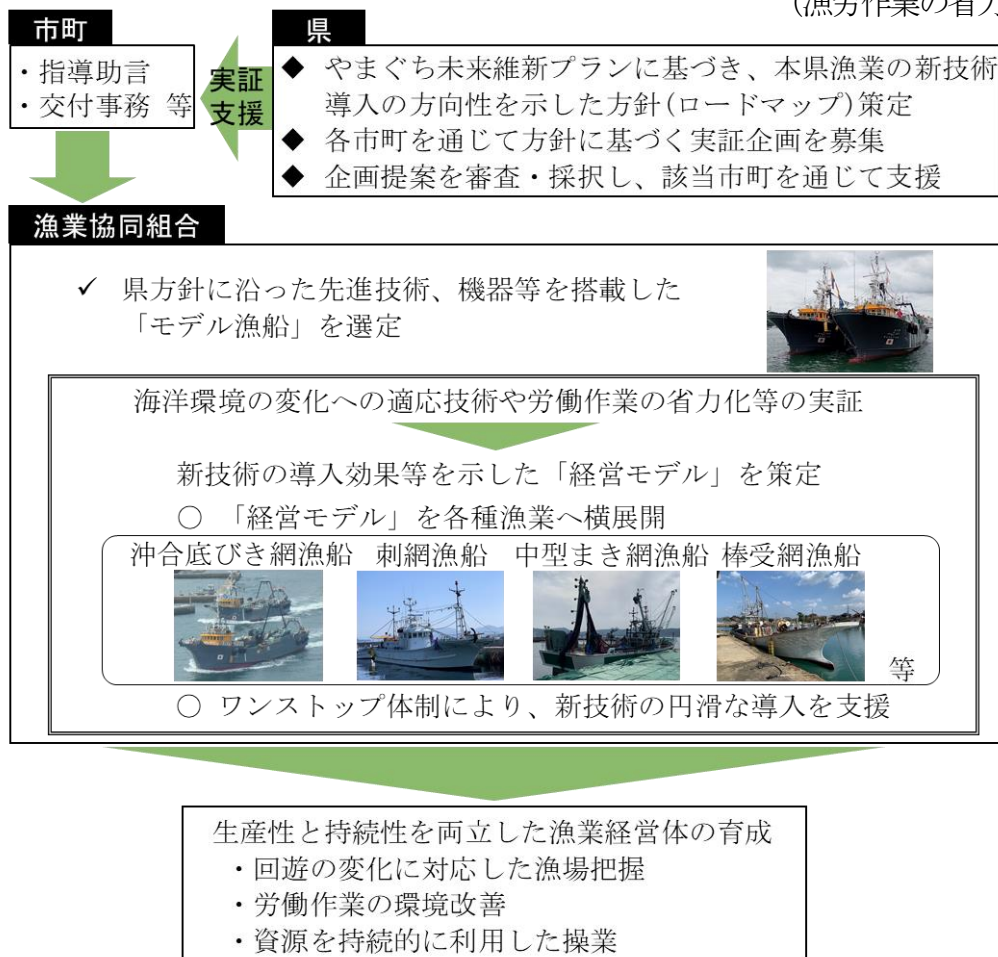 (漁労作業の省力
市町
・指導助言
・交付事務 等
実証
支援
県
◆ やまぐち未来維新プランに基づき、本県漁業の新技術
導入の方向性を示した方針(ロードマップ)策定
◆ 各市町を通じて方針に基づく実証企画を募集
◆ 企画提案を審査・採択し、該当市町を通じて支援
漁業協同組合
✓ 県方針に沿った先進技術、機器等を搭載した
「モデル漁船」を選定
海洋環境の変化への適応技術や労働作業の省力化等の実証
新技術の導入効果等を示した「経営モデル」を策定
○ 「経営モデル」を各種漁業へ横展開
沖合底びき網漁船 刺網漁船 中型まき網漁船 棒受網漁船
等
○ ワンストップ体制により、新技術の円滑な導入を支援
生産性と持続性を両立した漁業経営体の育成
・回遊の変化に対応した漁場把握
・労働作業の環境改善
・資源を持続的に利用した操業